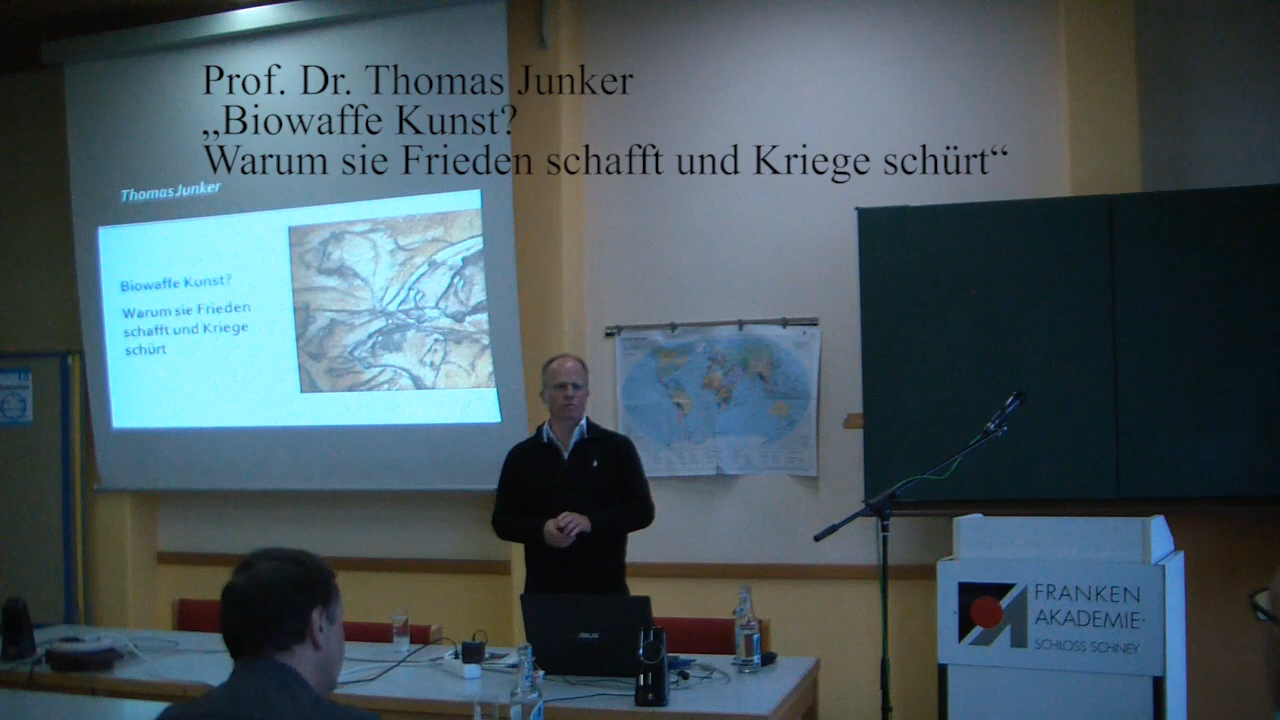 Prof. Dr. Thomas Junker
„Biowaffe Kunst?
Warum sie Frieden schafft und Kriege schürt“
Thomas Junker
Biowaffe Kunst?
Warum sie Frieden
schafft und Kriege
schürt
ASUS
FRANKEN
AKADEMIE-
SCHLOSS SCHNEY